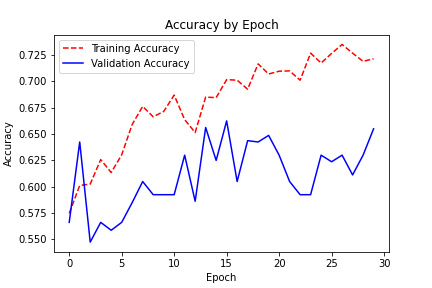 Accuracy by Epoch
Training Accuracy
Validation Accuracy
0.725
0.700
0.675
0.650
0.625
0.600
0.575
0.550
Accuracy
0 5 10 15 20 25 30
Epoch